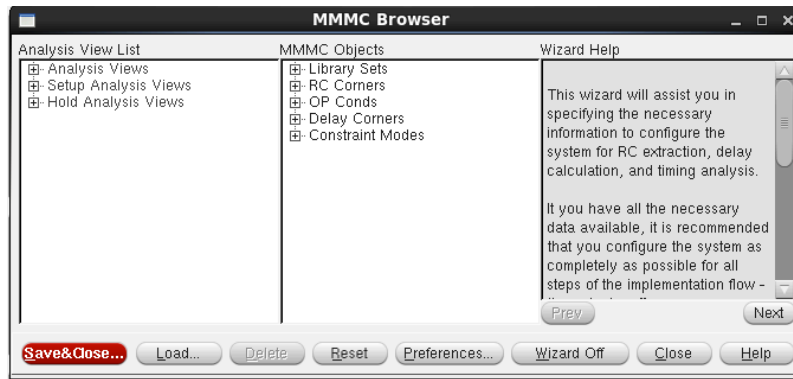 MMMC Browser
Analysis View List
Analysis Views
Setup Analysis Views
Hold Analysis Views
MMMC Objects
Library Sets
RC Corners
OP Conds
Delay Corners
Constraint Modes
Wizard Help
This wizard will assist you in
specifying the necessary
information to configure the
system for RC extraction, delay
calculation, and timing analysis.
It you have all the necessary
data available, it is recommended
that you configure the system as
completely as possible for all
steps of the implementation flow -
Prev
Next
Save&Close...
Load...
Delete
Reset
Preferences...
Wizard Off
Close
Help